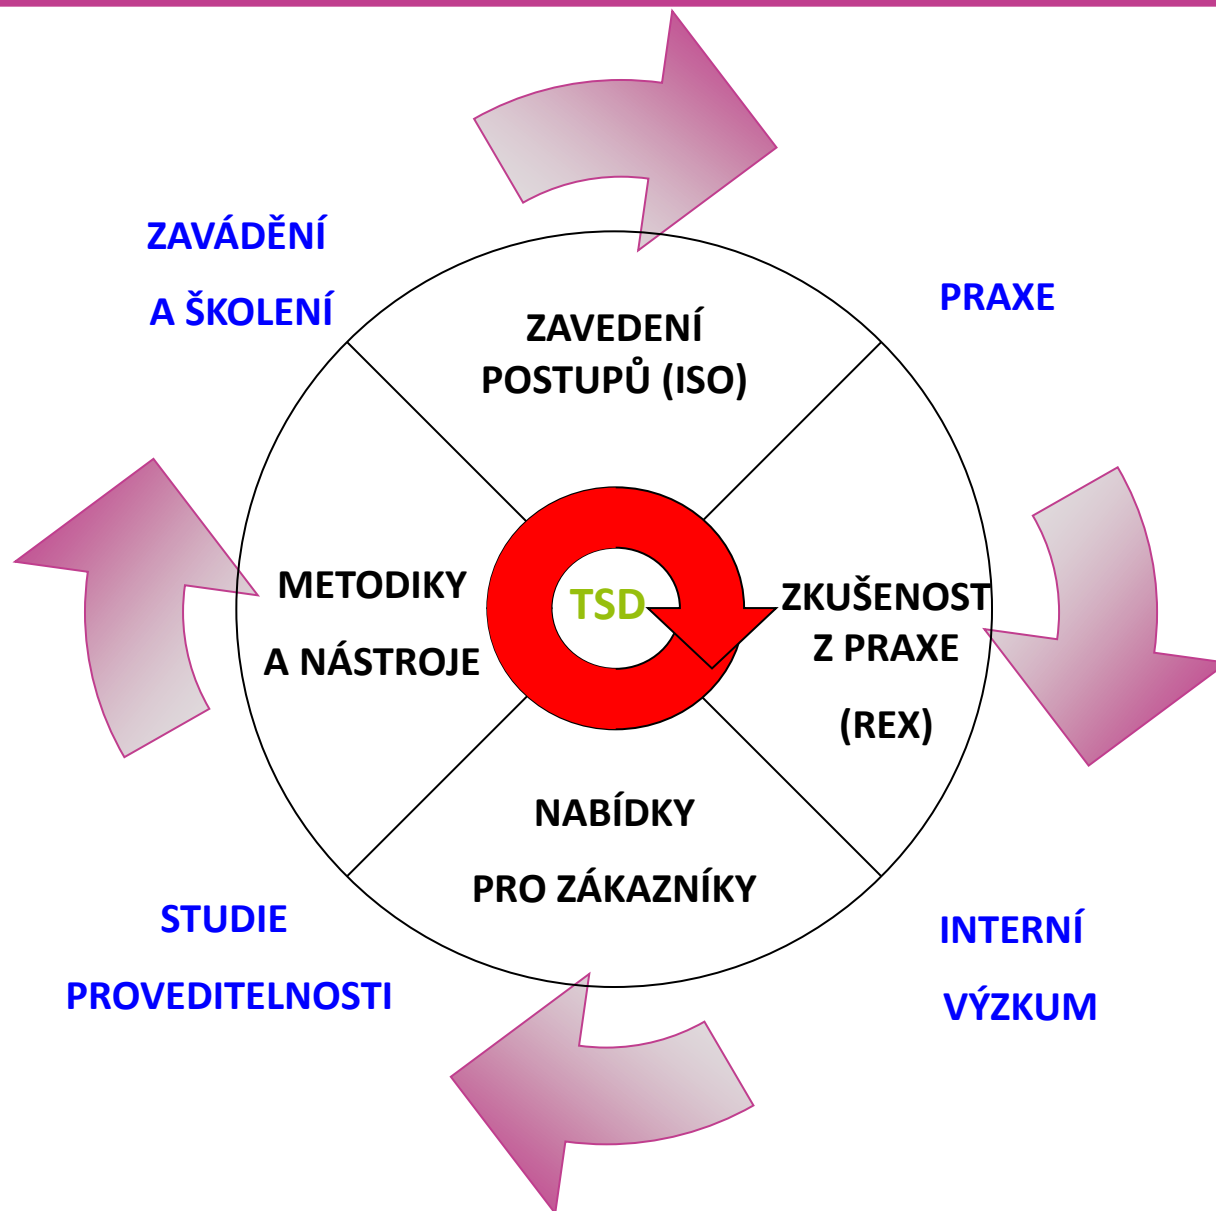 ZAVÁDĚNÍ
A ŠKOLENÍ
PRAXE
ZAVEDENÍ
POSTUPŮ (ISO)
METODIKY
A NÁSTROJE
TSD
ZKUŠENOST
Z PRAXE
(REX)
NABÍDKY
PRO ZÁKAZNÍKY
STUDIE
PROVEDITELNOSTI
INTERNÍ
VÝZKUM